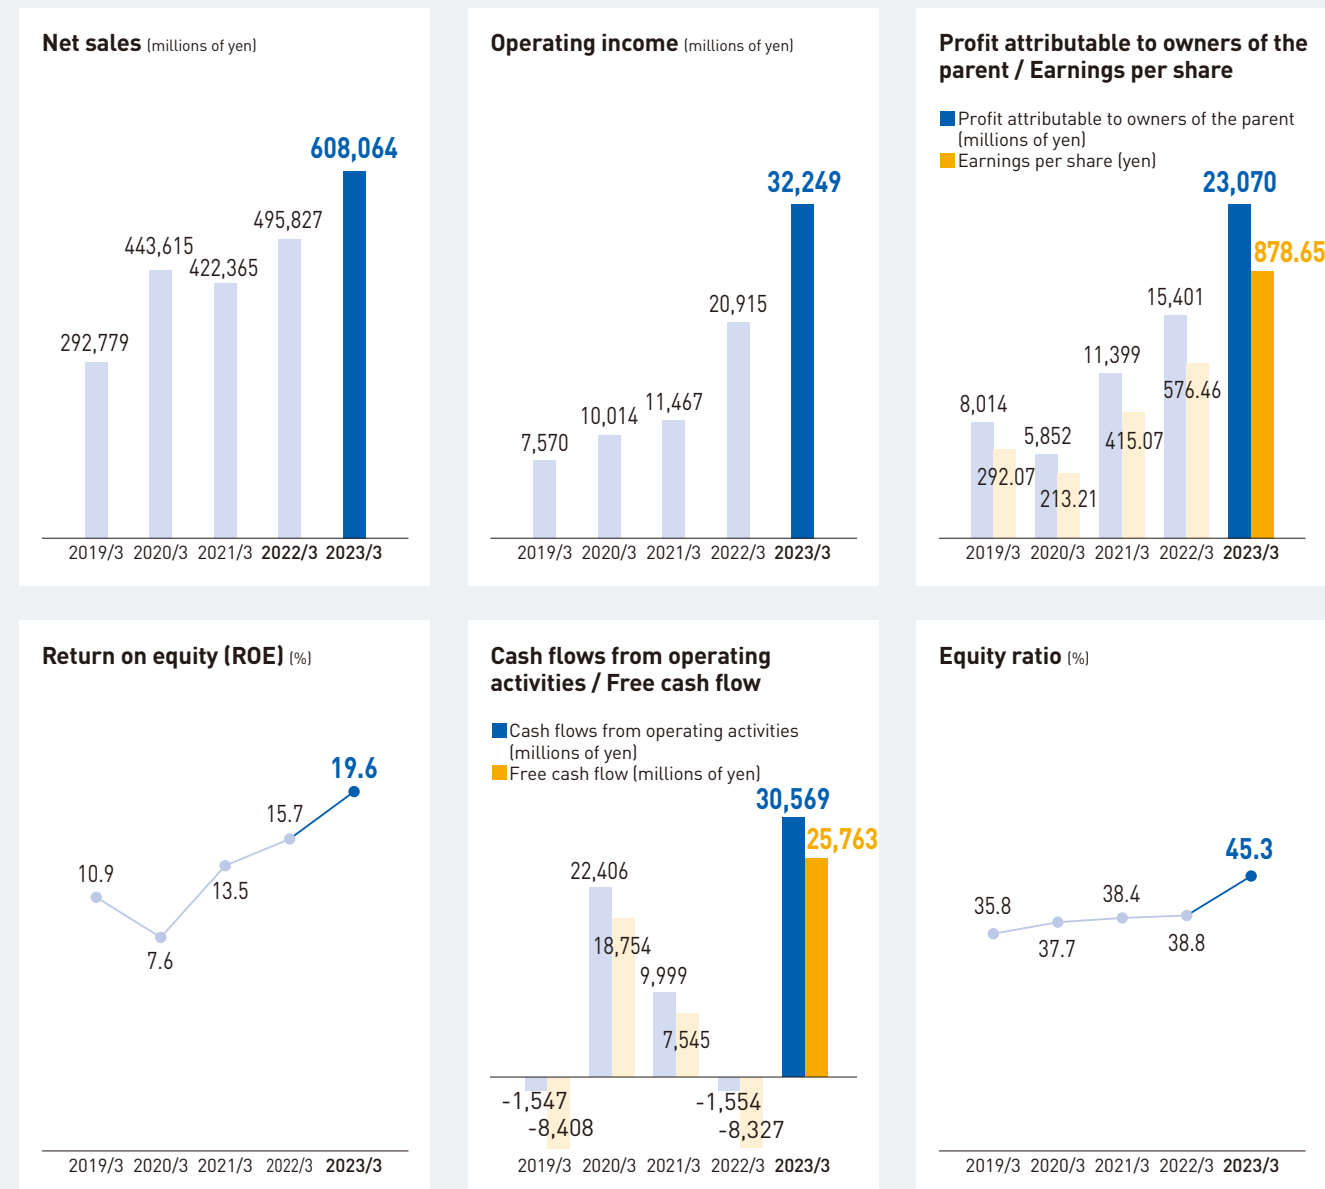 Net sales (millions of yen)
608,064
495,827
443,615
422,365
292,779
2019/3 2020/3 2021/3 2022/3 2023/3
Operating income (millions of yen)
32,249
20,915
11,467
10,014
7,570
2019/3 2020/3 2021/3 2022/3 2023/3
Profit attributable to owners of the
parent / Earnings per share
Profit attributable to owners of the parent
(millions of yen)
Earnings per share (yen)
23,070
878.65
15,401
11,399
576.46
8,014
5,852
415.07
292.07
213.21
2019/3 2020/3 2021/3 2022/3 2023/3
Return on equity (ROE) (%)
19.6
15.7
10.9
13.5
7.6
2019/3 2020/3 2021/3 2022/3 2023/3
Cash flows from operating
activities / Free cash flow
Cash flows from operating activities
(millions of yen)
Free cash flow (millions of yen)
30,569
25,763
22,406
18,754
9,999
7,545
-1,547
-1,554
-8,408
-8,327
2019/3 2020/3 2021/3 2022/3 2023/3
Equity ratio (%)
45.3
38.4
35.8
38.8
37.7
2019/3 2020/3 2021/3 2022/3 2023/3